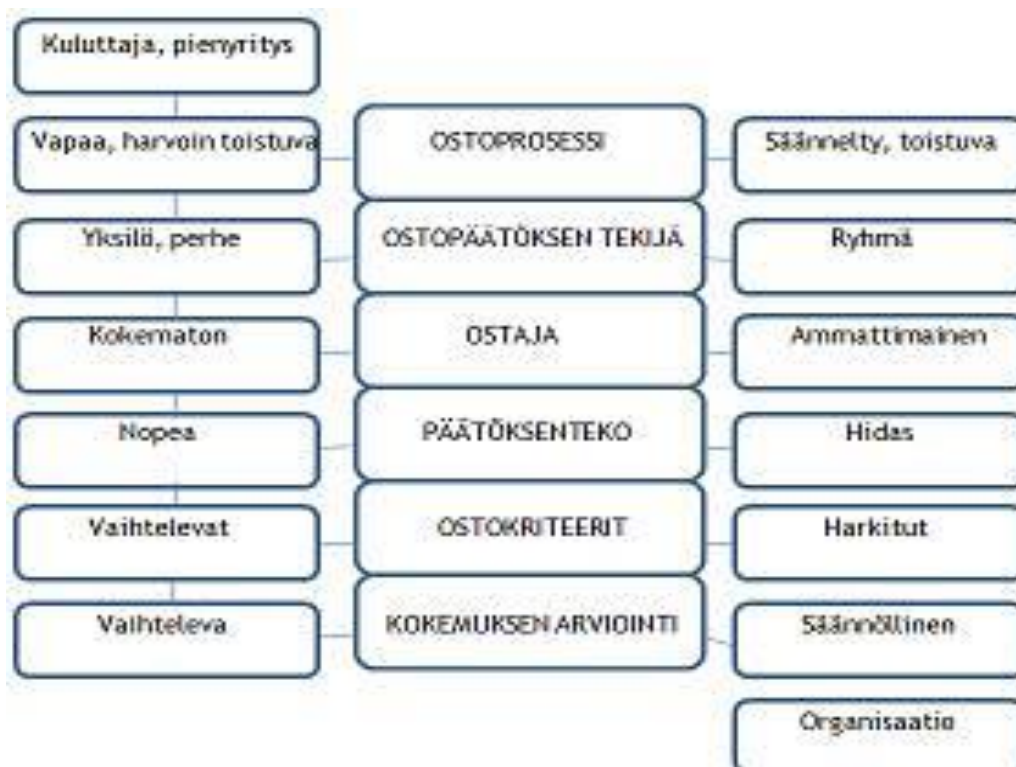 Kuluttaja, pienyritys
Vapaa, harvoin toistuva
OSTOPROSESSI
Säännelty, toistuva
Yksilö, perhe
OSTOPÄÄTÖKSEN TEKIJÄ
Ryhmä
Kokematon
OSTAJA
Ammattimainen
Nopea
PÄÄTÖKSENTEKO
Hidas
Vaihtelevat
OSTOKRITEERIT
Harkitut
Vaihteleva
KOKEMUKSEN ARVIOINTI
Säännöllinen
Organisaatio